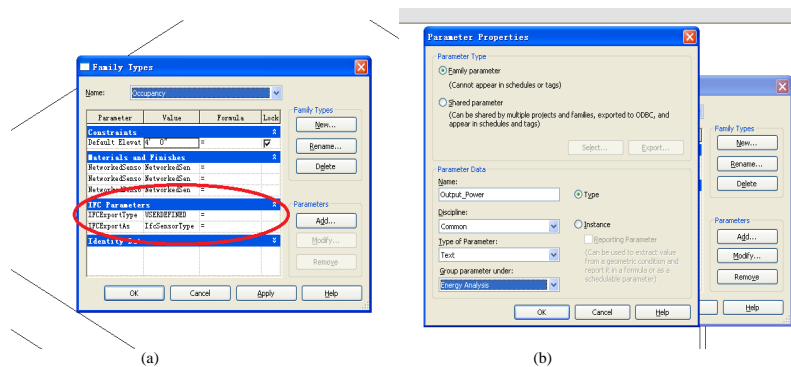 Family Types
Name: Occupancy
Parameter Value Formula Lock
Constraints
Default Elevat 4' 0" =
Materials and Finishes
NetworkedSenso NetworkedSen =
NetworkedSenso NetworkedSen =
NetworkedSenso NetworkedSen =
IFC Parameters
IFCExportType USERDEFINED =
IFCExportAs IfcSensorType =
Identity
Family Types
New...
Rename...
Delete
Parameters
Add...
Modify...
Remove
OK Cancel Apply Help
(a)
Parameter Properties
Parameter Type
Family parameter
(Cannot appear in schedules or tags)
Shared parameter
(Can be shared by multiple projects and families, exported to ODBC, and
appear in schedules and tags)
Select... Export...
Parameter Data
Name:
Output_Power
Discipline:
Common
Type of Parameter:
Text
Group parameter under:
Energy Analysis
Type
Instance
Reporting Parameter
(Can be used to extract value
from a geometric condition and
report it in a formula or as a
schedulable parameter)
OK Cancel Help
Family Types
New...
Rename...
Delete
Parameters
Add...
Modify...
Remove
Help
(b)